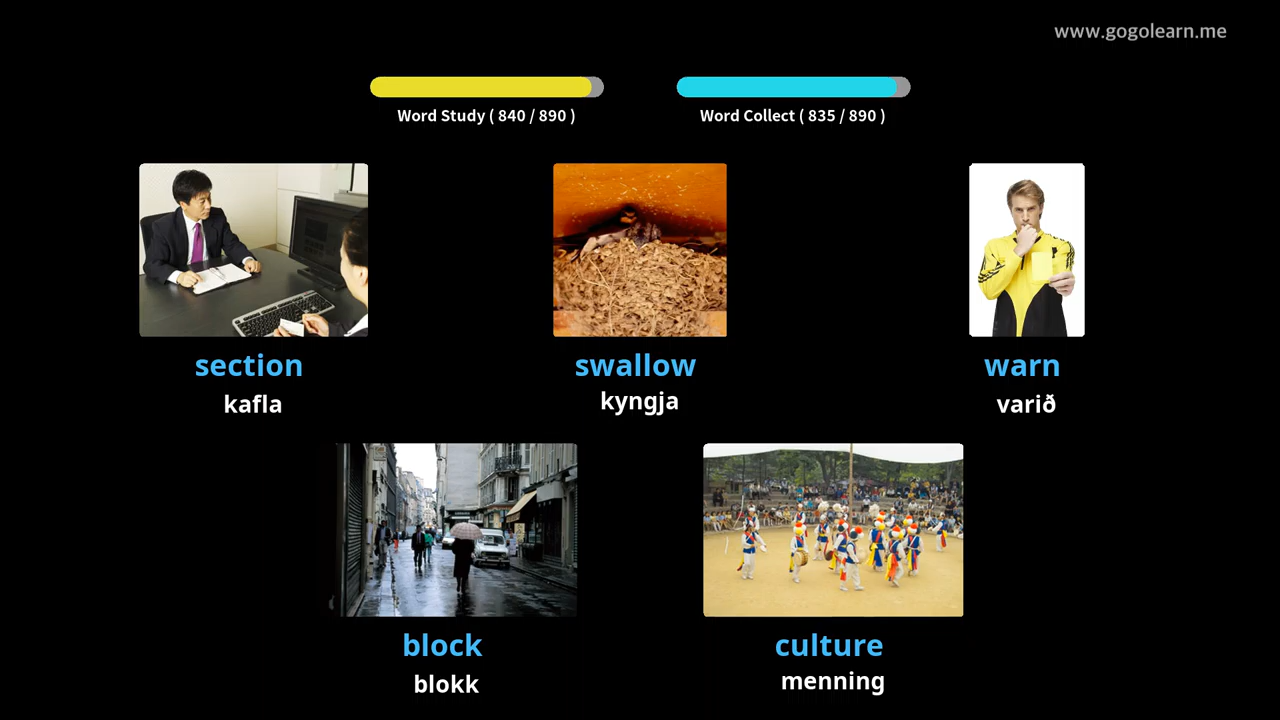 www.gogolearn.me
Word Study ( 840 / 890 )
Word Collect ( 835 / 890 )
section
kafla
swallow
kyngja
warn
varið
block
blokk
culture
menning